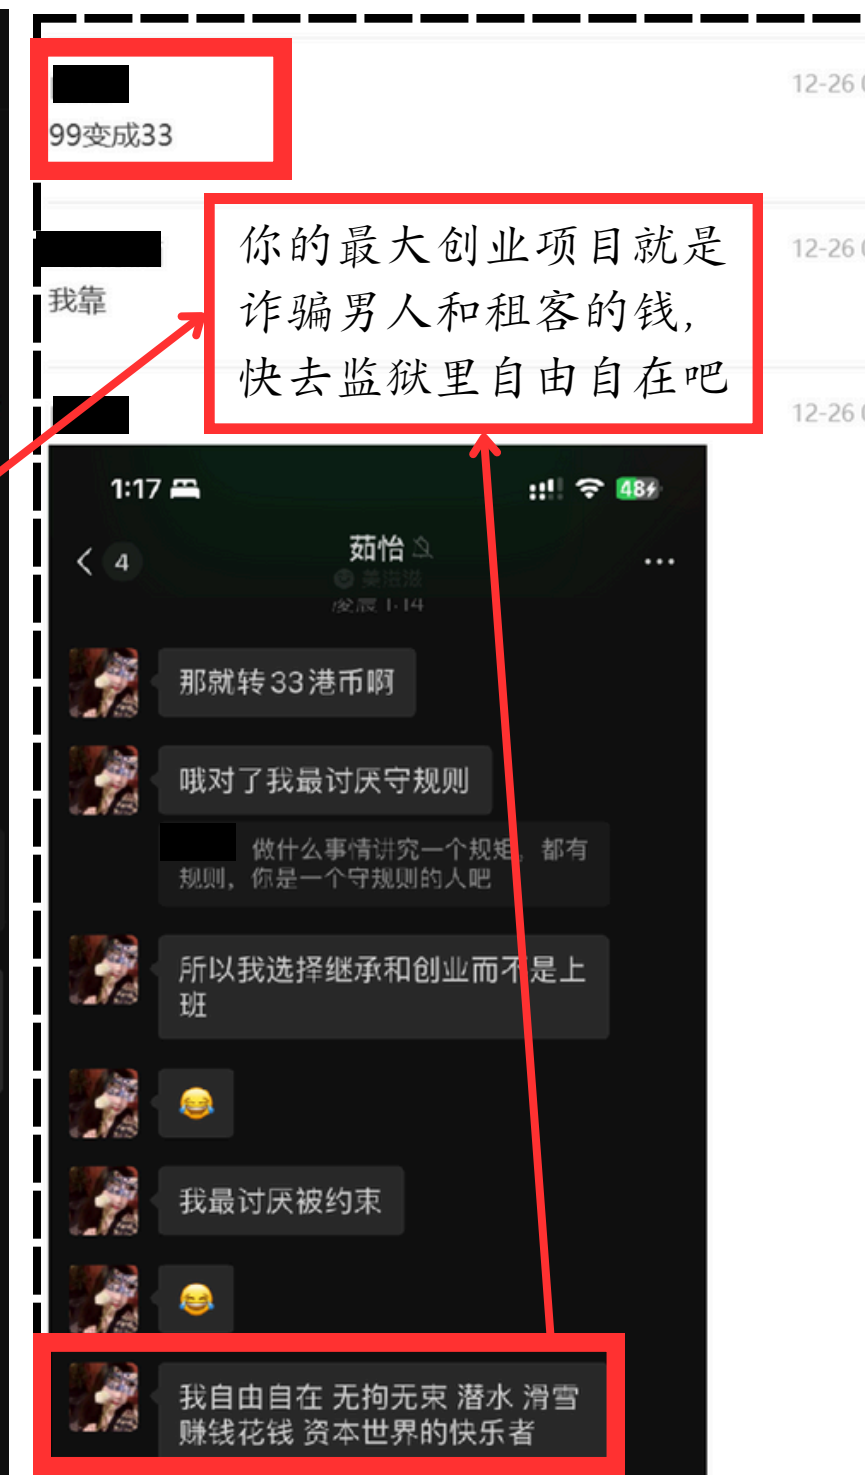 12-26
99变成33
你的最大创业项目就是
诈骗男人和租客的钱,
快去监狱里自由自在吧
12-26
我靠
12-26
1:17
48
4
茹怡
1:14
那就转33港币啊
哦对了我最讨厌守规则
做什么事情讲究一个规矩，都有
规则，你是一个守规则的人吧
所以我选择继承和创业而不是上
班
我最讨厌被约束
我自由自在 无拘无束 潜水 滑雪
赚钱花钱 资本世界的快乐者